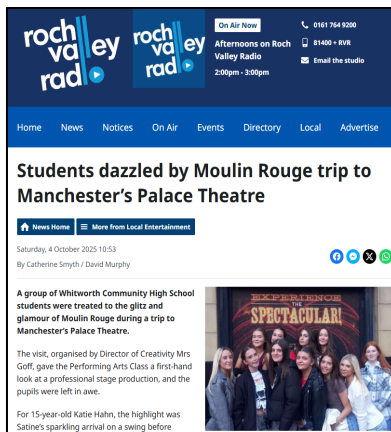 roch
valley
radio
roch
valley
radio
On Air Now
Afternoons on Roch
Valley Radio
2:00pm - 3:00pm
0161 764 9200
81400 + RVR
Email the studio
Home News Notices On Air Events Directory Local Advertise
Students dazzled by Moulin Rouge trip to
Manchester’s Palace Theatre
News Home
More from Local Entertainment
Saturday, 4 October 2025 10:53
By Catherine Smyth / David Murphy
A group of Whitworth Community High School
students were treated to the glitz and
glamour of Moulin Rouge during a trip to
Manchester’s Palace Theatre.
The visit, organised by Director of Creativity Mrs
Goff, gave the Performing Arts Class a first-hand
look at a professional stage production, and the
pupils were left in awe.
For 15-year-old Katie Hahn, the highlight was
Satine’s sparkling arrival on a swing before
EXPERIENCE
THE
SPECTACULAR!